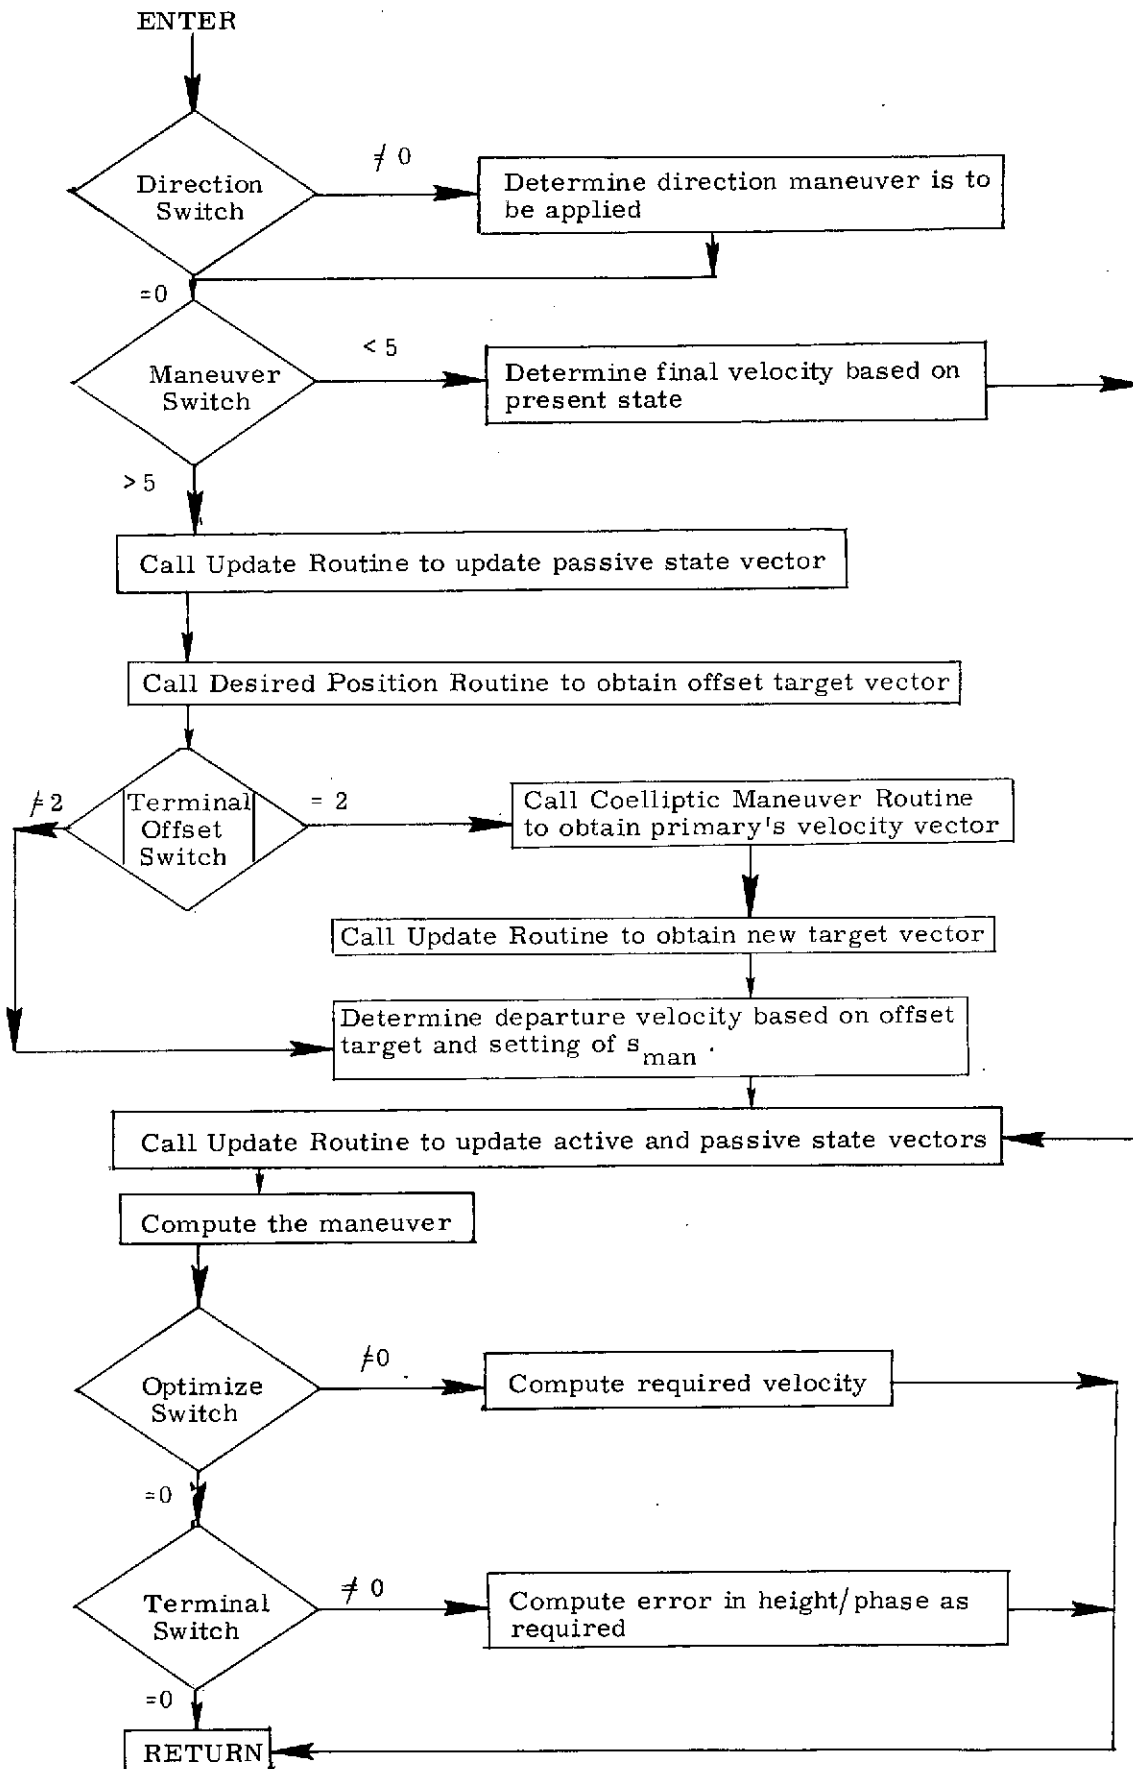 ENTER
Direction
Switch
≠ 0
Determine direction maneuver is to
be applied
=0
Maneuver
Switch
< 5
Determine final velocity based on
present state
> 5
Call Update Routine to update passive state vector
Call Desired Position Routine to obtain offset target vector
≠2
Terminal
Offset
Switch
= 2
Call Coelliptic Maneuver Routine
to obtain primary's velocity vector
Call Update Routine to obtain new target vector
Determine departure velocity based on offset
target and setting of s_man .
Call Update Routine to update active and passive state vectors
Compute the maneuver
Optimize
Switch
≠0
Compute required velocity
=0
Terminal
Switch
≠ 0
Compute error in height/phase as
required
=0
RETURN